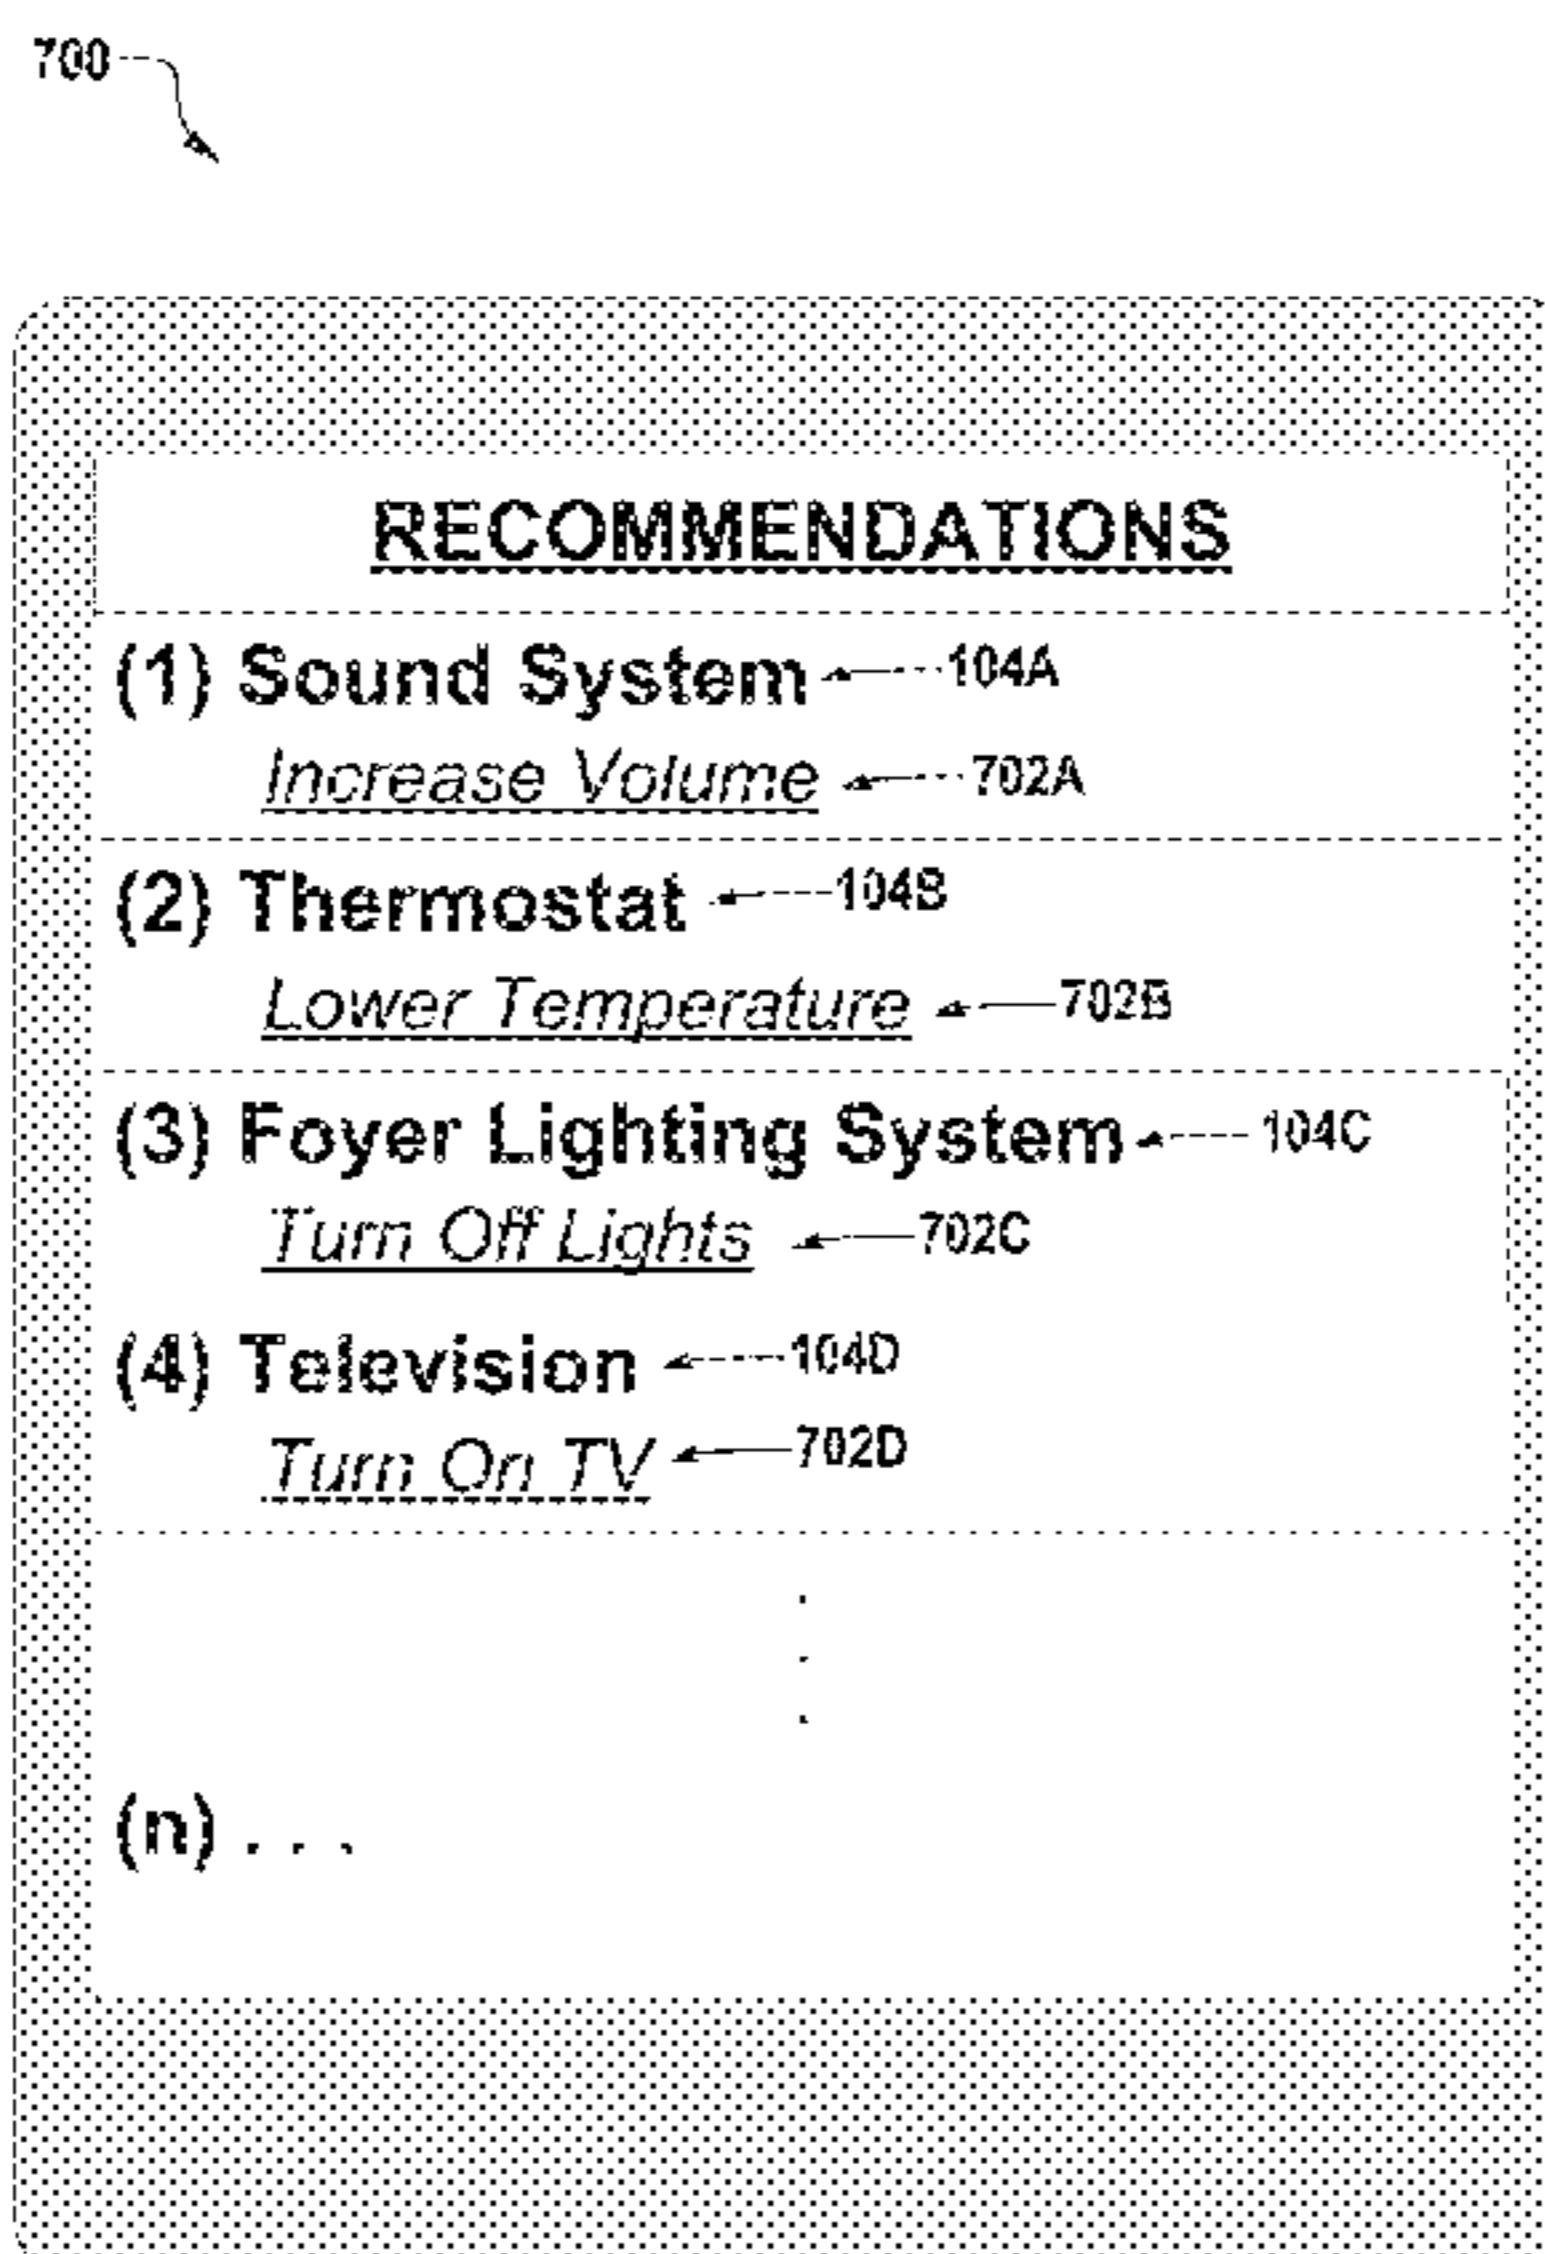 700
RECOMMENDATIONS
(1) Sound System 104A
Increase Volume 702A
(2) Thermostat 104B
Lower Temperature 702B
(3) Foyer Lighting System 104C
Turn Off Lights 702C
(4) Television 104D
Turn On TV 702D
.
.
.
(n) . . .